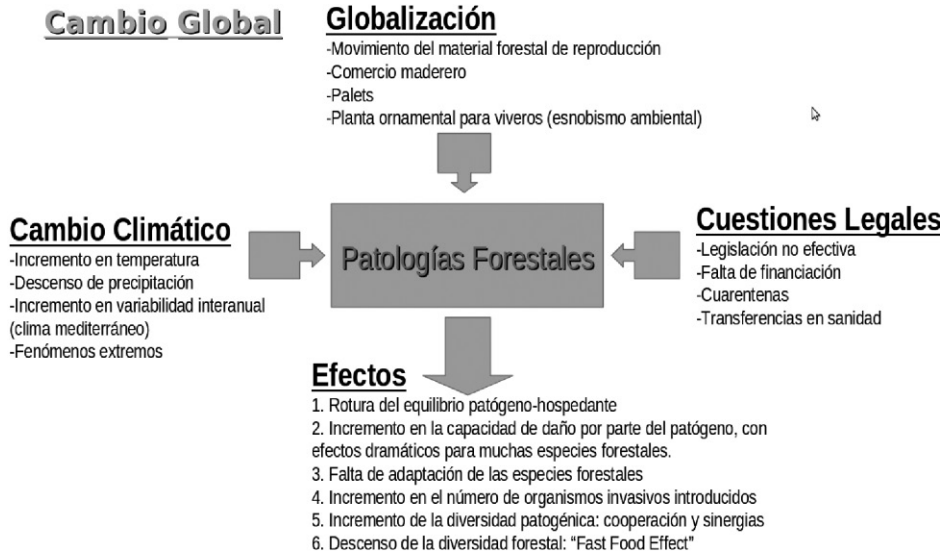 Cambio Global
Globalización
-Movimiento del material forestal de reproducción
-Comercio maderero
-Palets
-Planta ornamental para viveros (esnobismo ambiental)
Cambio Climático
-Incremento en temperatura
-Descenso de precipitación
-Incremento en variabilidad interanual
(clima mediterráneo)
-Fenómenos extremos
Patologías Forestales
Cuestiones Legales
-Legislación no efectiva
-Falta de financiación
-Cuarentenas
-Transferencias en sanidad
Efectos
1. Rotura del equilibrio patógeno-hospedante
2. Incremento en la capacidad de daño por parte del patógeno, con
efectos dramáticos para muchas especies forestales.
3. Falta de adaptación de las especies forestales
4. Incremento en el número de organismos invasivos introducidos
5. Incremento de la diversidad patogénica: cooperación y sinergias
6. Descenso de la diversidad forestal: “Fast Food Effect”